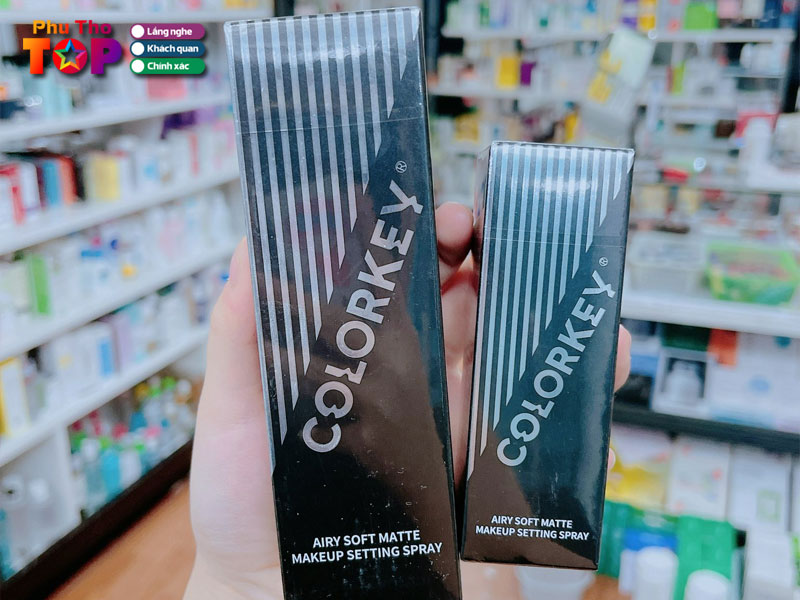 Phu Tho
TOP
Lắng nghe
Khách quan
Chính xác
COLORKEY ®
AIRY SOFT MATTE
MAKEUP SETTING SPRAY
COLORKEY ®
AIRY SOFT MATTE
MAKEUP SETTING SPRAY